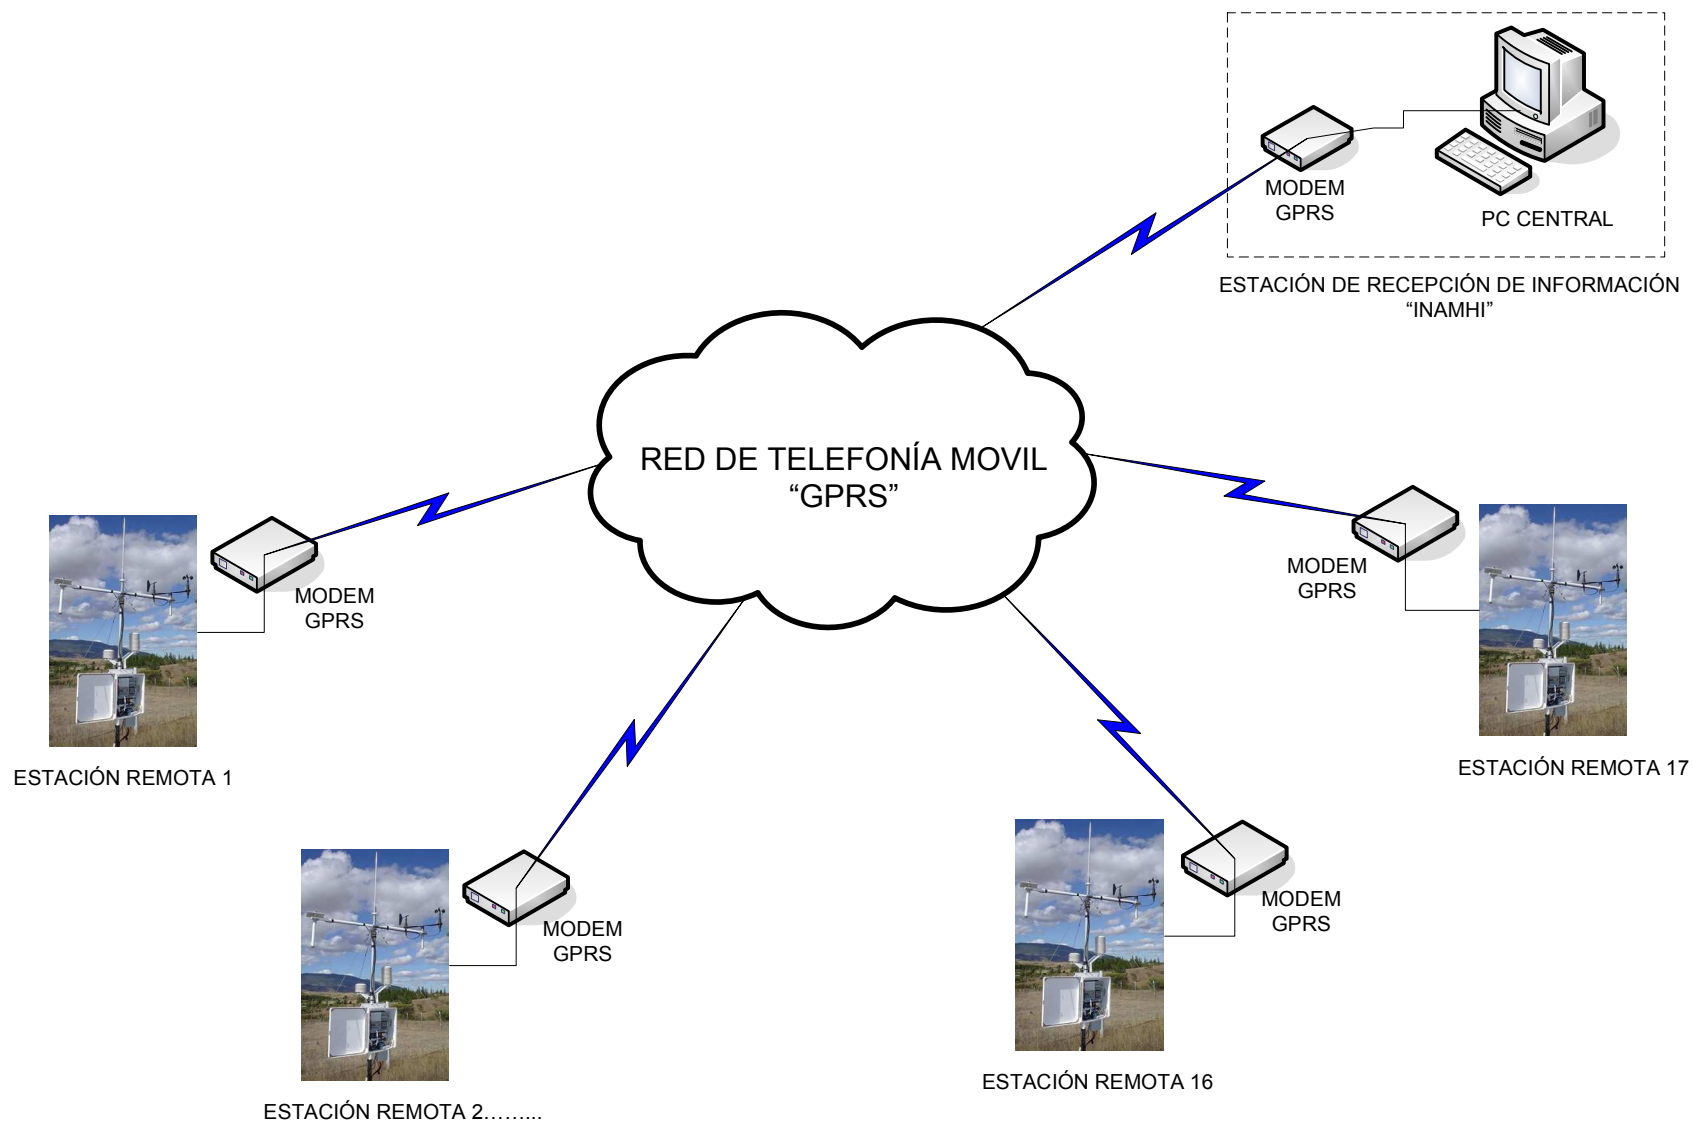 MODEM
GPRS
PC CENTRAL
ESTACIÓN DE RECEPCIÓN DE INFORMACIÓN
“INAMHI”
RED DE TELEFONÍA MOVIL
“GPRS”
MODEM
GPRS
ESTACIÓN REMOTA 1
MODEM
GPRS
ESTACIÓN REMOTA 17
MODEM
GPRS
ESTACIÓN REMOTA 2……...
MODEM
GPRS
ESTACIÓN REMOTA 16